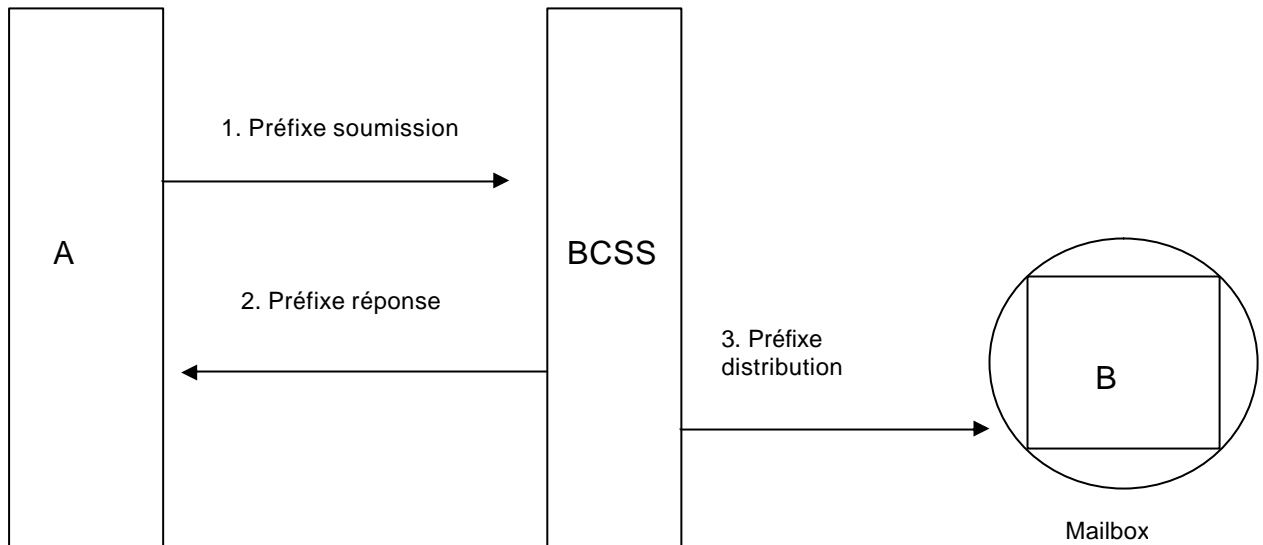 1. Préfixe soumission
A
BCSS
2. Préfixe réponse
3. Préfixe
distribution
B
Mailbox